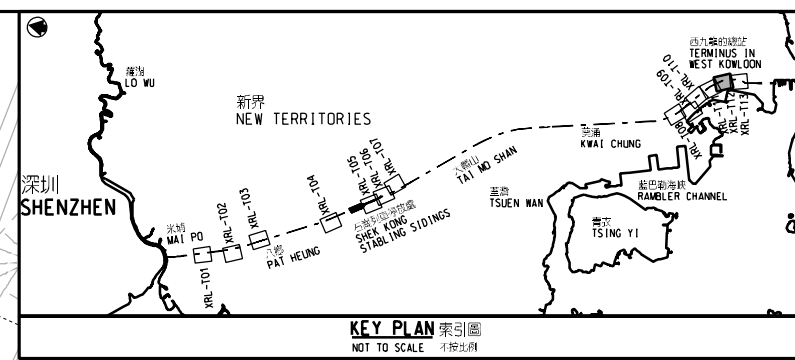 羅湖
LO WU
新界
NEW TERRITORIES
深圳
SHENZHEN
米埔
MAI PO
XRL-T01
XRL-T02
XRL-T03
八鄉
PAT HEUNG
XRL-T04
XRL-T05
XRL-T06
XRL-T07
石崗列車停放處
SHEK KONG
STABLING SIDINGS
大帽山
TAI MO SHAN
荃灣
TSUEN WAN
葵涌
KWAI CHUNG
藍巴勒海峽
RAMBLER CHANNEL
青衣
TSING YI
XRL-T08
XRL-T09
XRL-T10
XRL-T11
XRL-T12
XRL-T13
西九龍的總站
TERMINUS IN
WEST KOWLOON
KEY PLAN 索引圖
NOT TO SCALE 不按比例